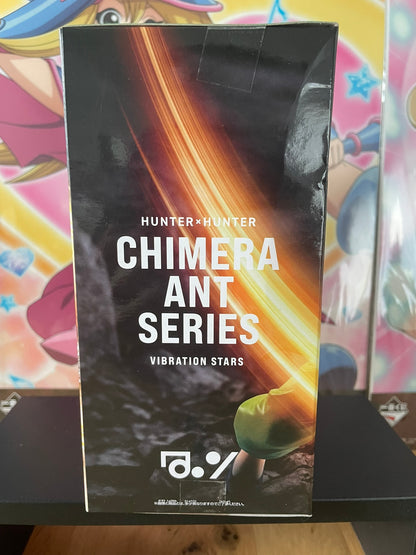 HUNTER×HUNTER
CHIMERA
ANT
SERIES
VIBRATION STARS